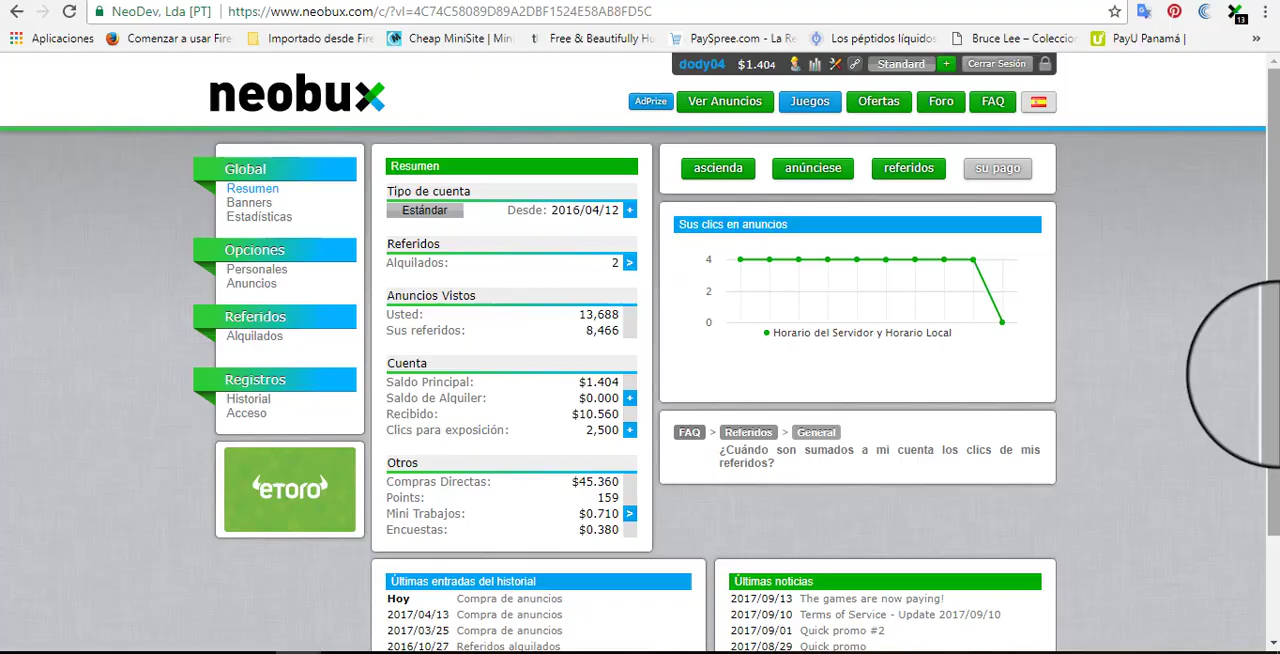 NeoDev, Lda [PT] | https://www.neobux.com/c/?vl=4C74C58089D89A2DBF1524E58AB8FD5C
Aplicaciones Comenzar a usar Fire Importado desde Fire Cheap MiniSite | Mini Free & Beautifully Hu PaySpree.com - La Re Los péptidos líquidos Bruce Lee – Coleccion PayU Panamá | »
13
dody04 $1.404 Standard + Cerrar Sesión
neobux
AdPrize Ver Anuncios Juegos Ofertas Foro FAQ
Global
Resumen
Banners
Estadísticas
Opciones
Personales
Anuncios
Referidos
Alquilados
Registros
Historial
Acceso
etoro
Resumen
Tipo de cuenta
Estándar Desde: 2016/04/12 +
Referidos
Alquilados: 2 >
Anuncios Vistos
Usted: 13,688
Sus referidos: 8,466
Cuenta
Saldo Principal: $1.404
Saldo de Alquiler: $0.000 +
Recibido: $10.560
Clics para exposición: 2,500 +
Otros
Compras Directas: $45.360
Points: 159
Mini Trabajos: $0.710 >
Encuestas: $0.380
ascienda anúnciese referidos su pago
Sus clics en anuncios
4
2
0
Horario del Servidor y Horario Local
FAQ > Referidos > General
¿Cuándo son sumados a mi cuenta los clics de mis
referidos?
Últimas entradas del historial
Hoy Compra de anuncios
2017/04/13 Compra de anuncios
2017/03/25 Compra de anuncios
2016/10/27 Referidos alquilados
Últimas noticias
2017/09/13 The games are now paying!
2017/09/10 Terms of Service - Update 2017/09/10
2017/09/01 Quick promo #2
2017/08/29 Quick promo